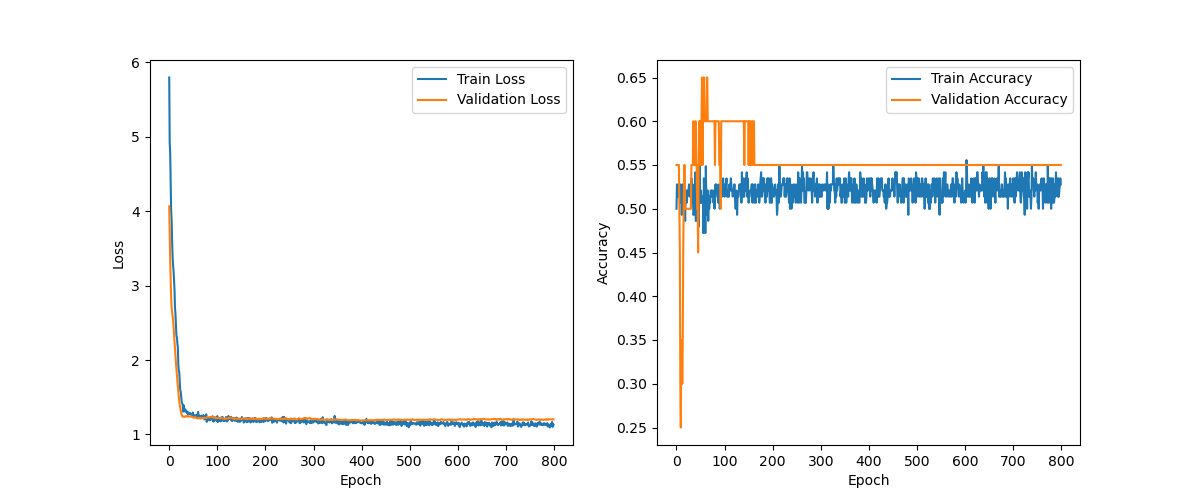 6
5
4
3
2
1
Loss
0 100 200 300 400 500 600 700 800
Epoch
Train Loss
Validation Loss
0.65
0.60
0.55
0.50
0.45
0.40
0.35
0.30
0.25
Accuracy
0 100 200 300 400 500 600 700 800
Epoch
Train Accuracy
Validation Accuracy